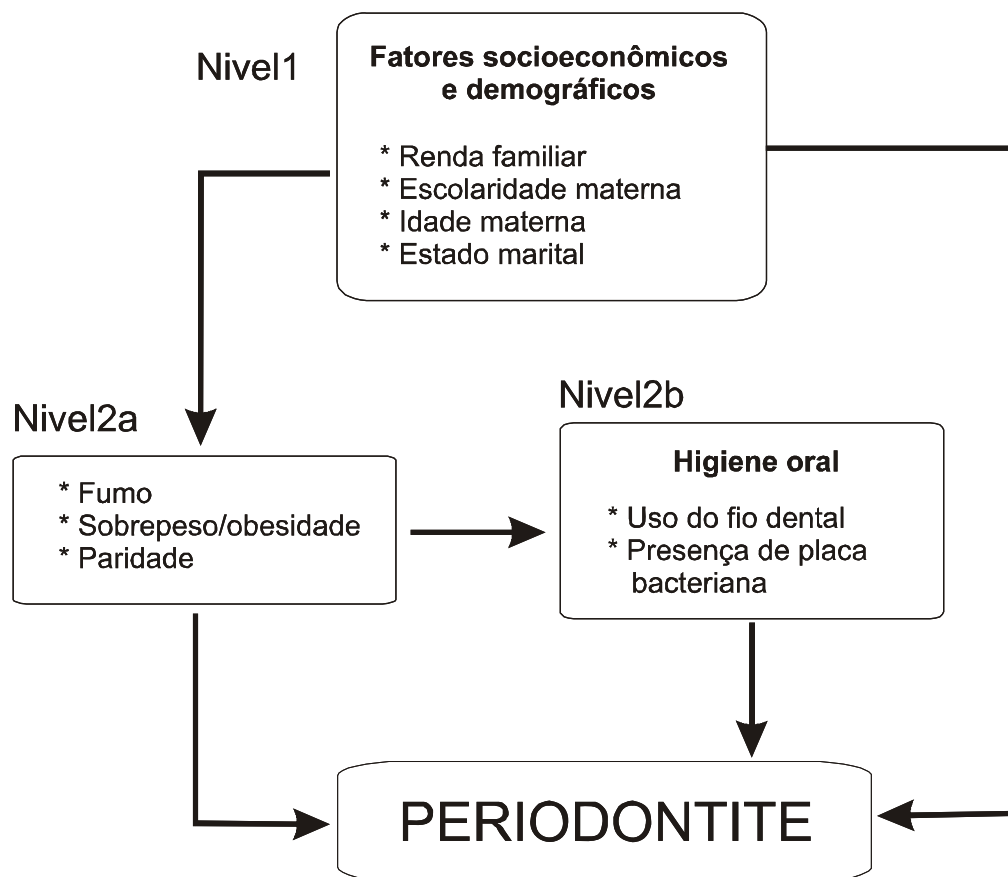 Nivel1
Fatores socioeconômicos
e demográficos
* Renda familiar
* Escolaridade materna
* Idade materna
* Estado marital
Nivel2a
* Fumo
* Sobrepeso/obesidade
* Paridade
Nivel2b
Higiene oral
* Uso do fio dental
* Presença de placa
bacteriana
PERIODONTITE